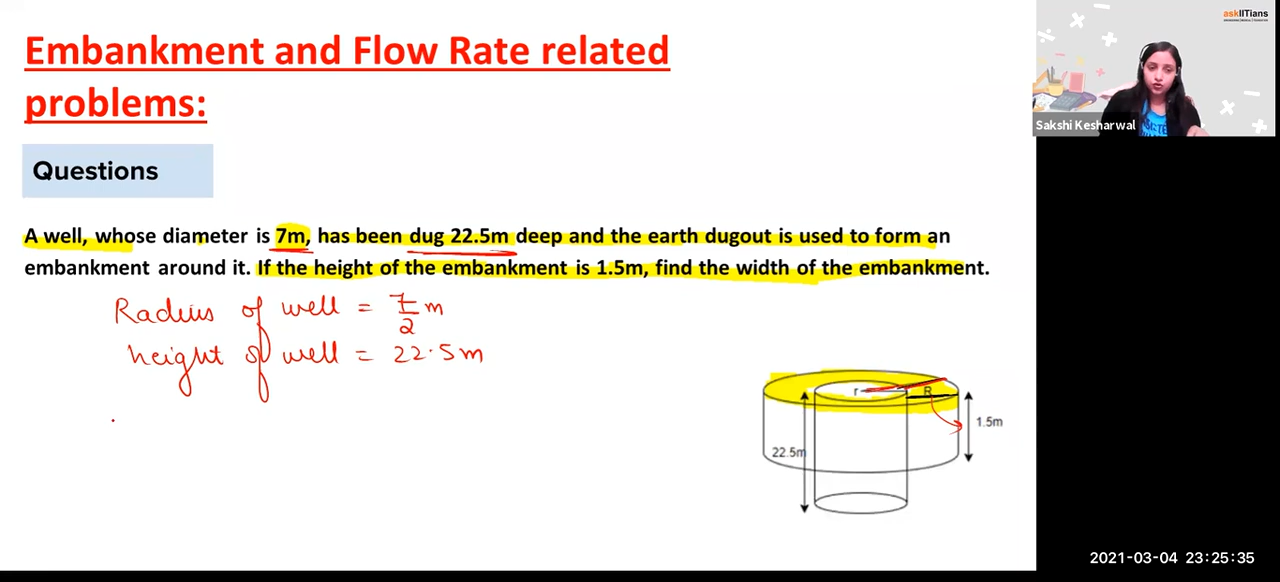 askIITians
Embankment and Flow Rate related
problems:
Sakshi Kesharwal
Questions
A well, whose diameter is 7m, has been dug 22.5m deep and the earth dugout is used to form an
embankment around it. If the height of the embankment is 1.5m, find the width of the embankment.
Radius of well = 7/2 m
height of well = 22.5m
r
R
1.5m
22.5m
2021-03-04 23:25:35